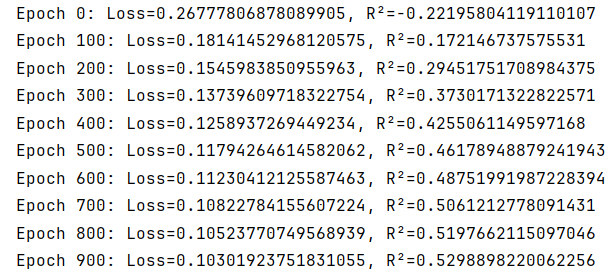 Epoch 0: Loss=0.26777806878089905, R²=-0.22195804119110107
Epoch 100: Loss=0.18141452968120575, R²=0.172146737575531
Epoch 200: Loss=0.1545983850955963, R²=0.29451751708984375
Epoch 300: Loss=0.13739609718322754, R²=0.3730171322822571
Epoch 400: Loss=0.1258937269449234, R²=0.4255061149597168
Epoch 500: Loss=0.11794264614582062, R²=0.46178948879241943
Epoch 600: Loss=0.11230412125587463, R²=0.48751991987228394
Epoch 700: Loss=0.10822784155607224, R²=0.5061212778091431
Epoch 800: Loss=0.10523770749568939, R²=0.5197662115097046
Epoch 900: Loss=0.10301923751831055, R²=0.5298898220062256